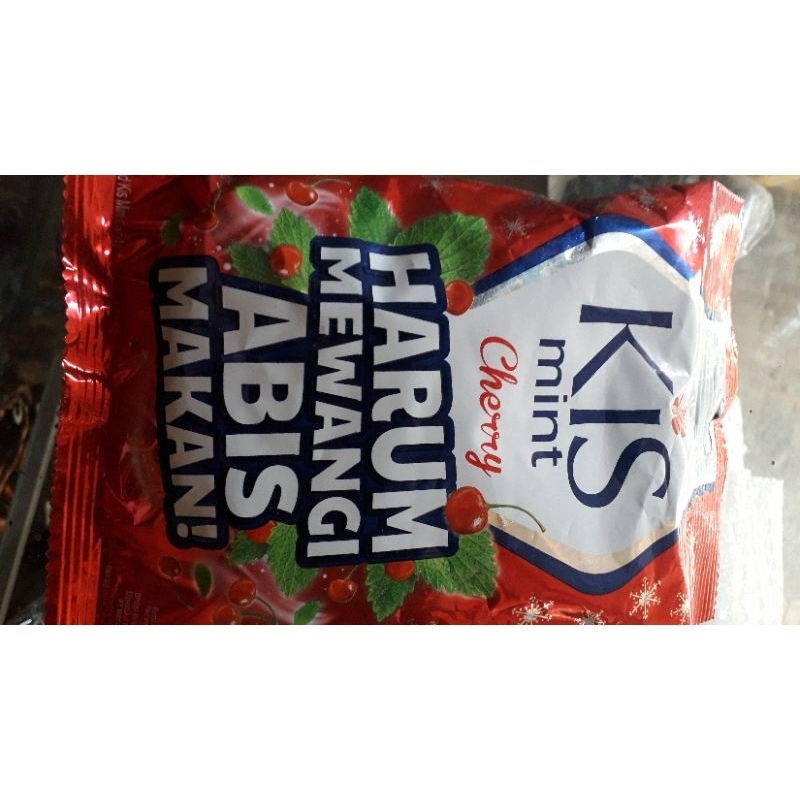 KIS
mint
Cherry
HARUM
MEWANGI
ABIS
MAKAN!